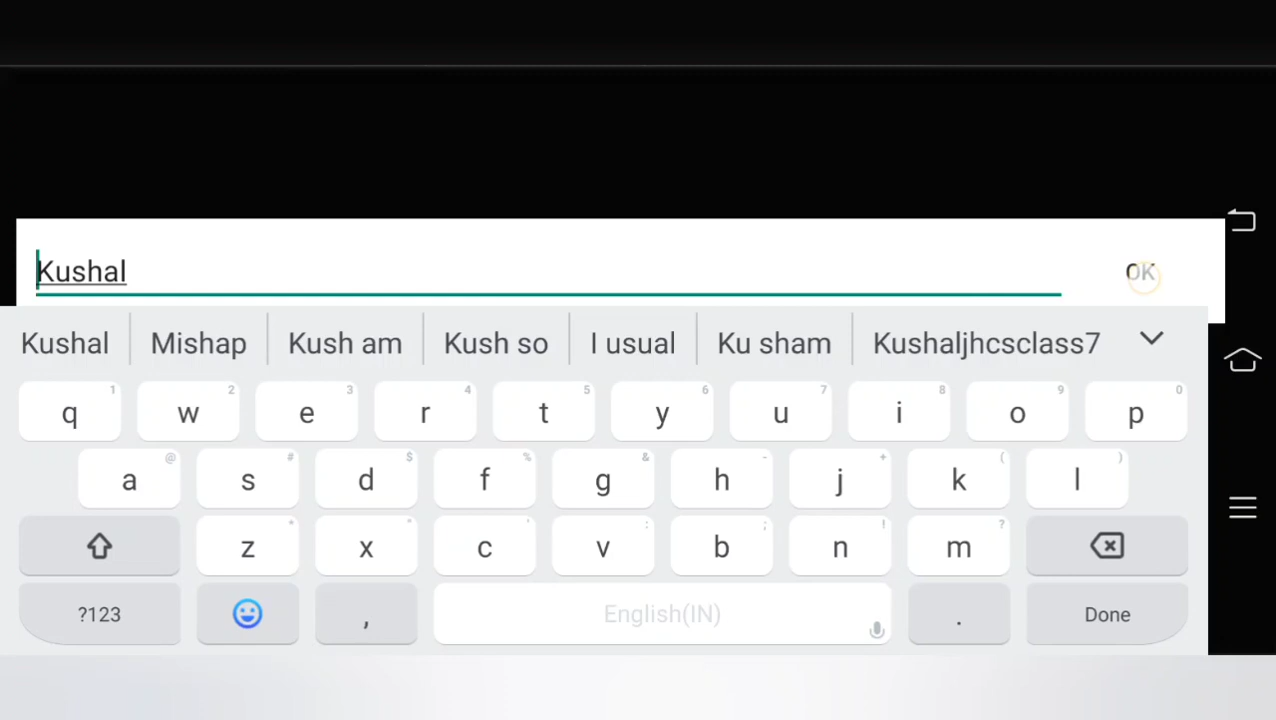 Kushal OK
Kushal Mishap Kush am Kush so I usual Ku sham Kushaljhcsclass7
1 2 3 4 5 6 7 8 9 0
q w e r t y u i o p
@ # $ % & - + ( )
a s d f g h j k l
* " ' : ; ! ?
z x c v b n m
?123 , English(IN) . Done